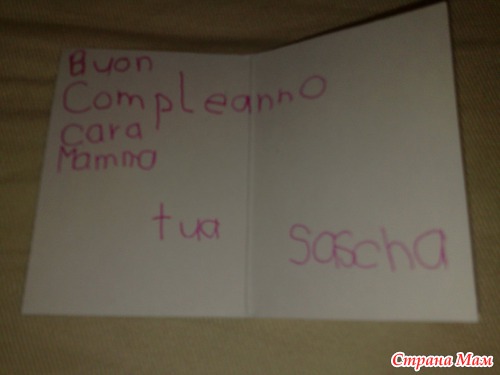 Buon
Compleanno
cara
Mamma
tua sascha
Страна Мам